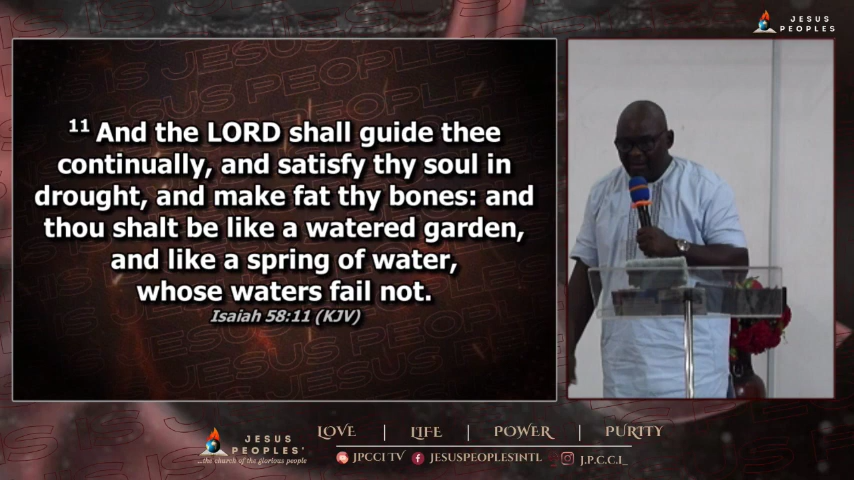 JESUS
PEOPLES
11 And the LORD shall guide thee
continually, and satisfy thy soul in
drought, and make fat thy bones: and
thou shalt be like a watered garden,
and like a spring of water,
whose waters fail not.
Isaiah 58:11 (KJV)
JESUS
PEOPLES'
...the church of the glorious people
LOVE | LIFE | POWER | PURITY
JPCCI TV JESUSPEOPLESINTL J.P.C.C.I_